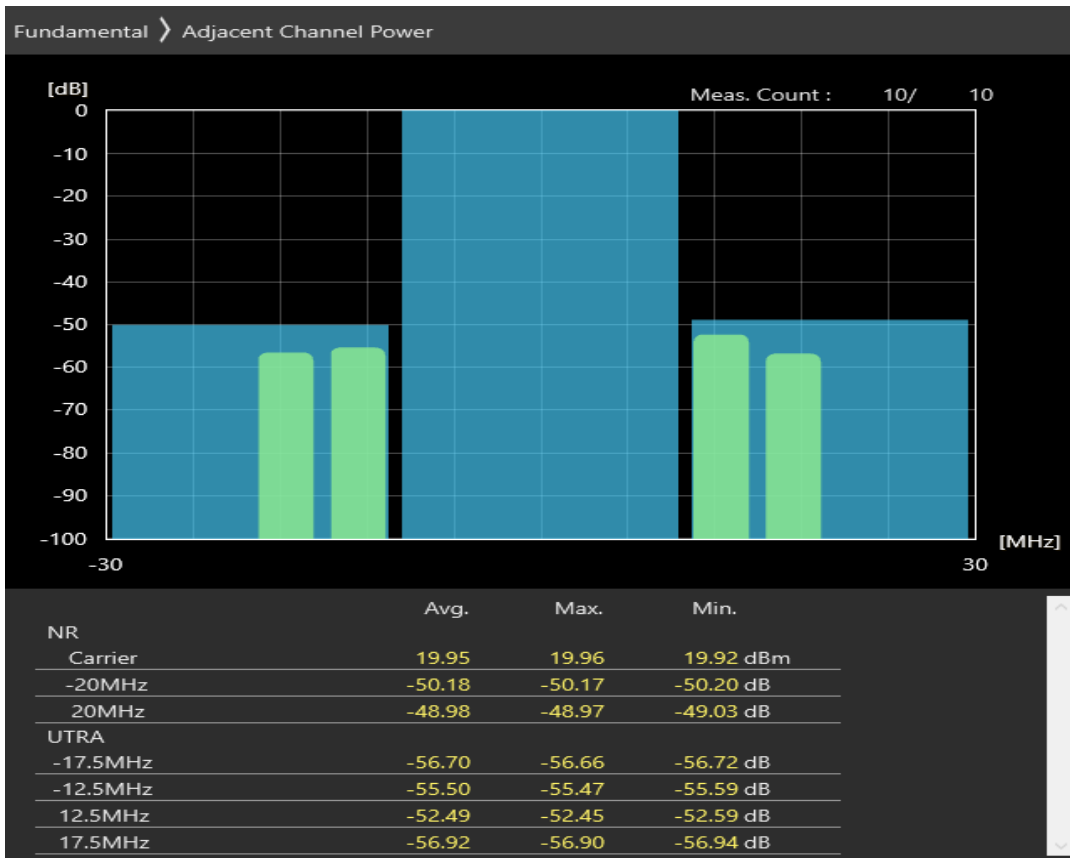 Fundamental 〉 Adjacent Channel Power
[dB]
Meas. Count : 10/ 10
0
-10
-20
-30
-40
-50
-60
-70
-80
-90
-100
[MHz]
-30 30
Avg. Max. Min.
NR
Carrier 19.95 19.96 19.92 dBm
-20MHz -50.18 -50.17 -50.20 dB
20MHz -48.98 -48.97 -49.03 dB
UTRA
-17.5MHz -56.70 -56.66 -56.72 dB
-12.5MHz -55.50 -55.47 -55.59 dB
12.5MHz -52.49 -52.45 -52.59 dB
17.5MHz -56.92 -56.90 -56.94 dB